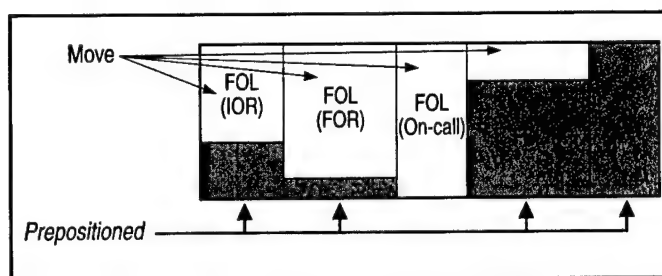 Move
FOL
(IOR)
FOL
(FOR)
FOL
(On-call)
Prepositioned